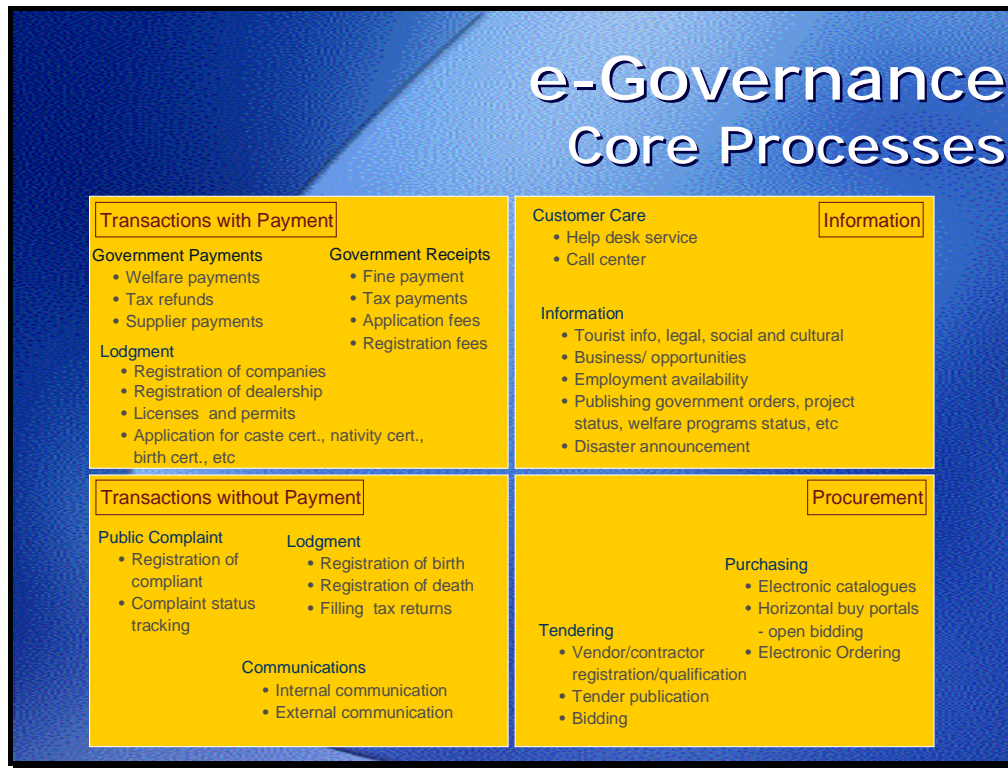 e-Governance
Core Processes
Transactions with Payment
Government Payments
• Welfare payments
• Tax refunds
• Supplier payments
Government Receipts
• Fine payment
• Tax payments
• Application fees
• Registration fees
Lodgment
• Registration of companies
• Registration of dealership
• Licenses and permits
• Application for caste cert., nativity cert.,
birth cert., etc
Information
Customer Care
• Help desk service
• Call center
Information
• Tourist info, legal, social and cultural
• Business/ opportunities
• Employment availability
• Publishing government orders, project
status, welfare programs status, etc
• Disaster announcement
Transactions without Payment
Public Complaint
• Registration of
compliant
• Complaint status
tracking
Lodgment
• Registration of birth
• Registration of death
• Filling tax returns
Communications
• Internal communication
• External communication
Procurement
Purchasing
• Electronic catalogues
• Horizontal buy portals
- open bidding
• Electronic Ordering
Tendering
• Vendor/contractor
registration/qualification
• Tender publication
• Bidding